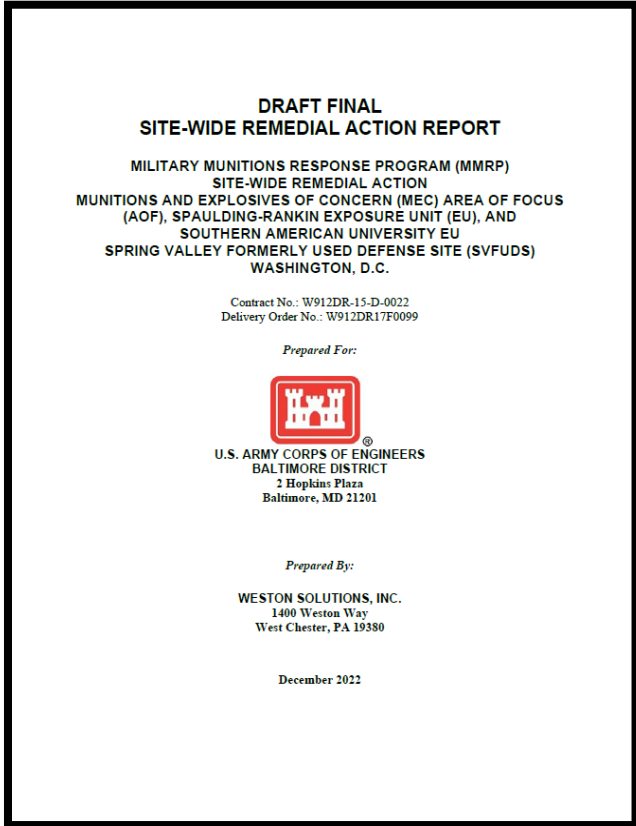 DRAFT FINAL
SITE-WIDE REMEDIAL ACTION REPORT
MILITARY MUNITIONS RESPONSE PROGRAM (MMRP)
SITE-WIDE REMEDIAL ACTION
MUNITIONS AND EXPLOSIVES OF CONCERN (MEC) AREA OF FOCUS
(AOF), SPAULDING-RANKIN EXPOSURE UNIT (EU), AND
SOUTHERN AMERICAN UNIVERSITY EU
SPRING VALLEY FORMERLY USED DEFENSE SITE (SVFUDS)
WASHINGTON, D.C.
Contract No.: W912DR-15-D-0022
Delivery Order No.: W912DR17F0099
Prepared For:
®
U.S. ARMY CORPS OF ENGINEERS
BALTIMORE DISTRICT
2 Hopkins Plaza
Baltimore, MD 21201
Prepared By:
WESTON SOLUTIONS, INC.
1400 Weston Way
West Chester, PA 19380
December 2022